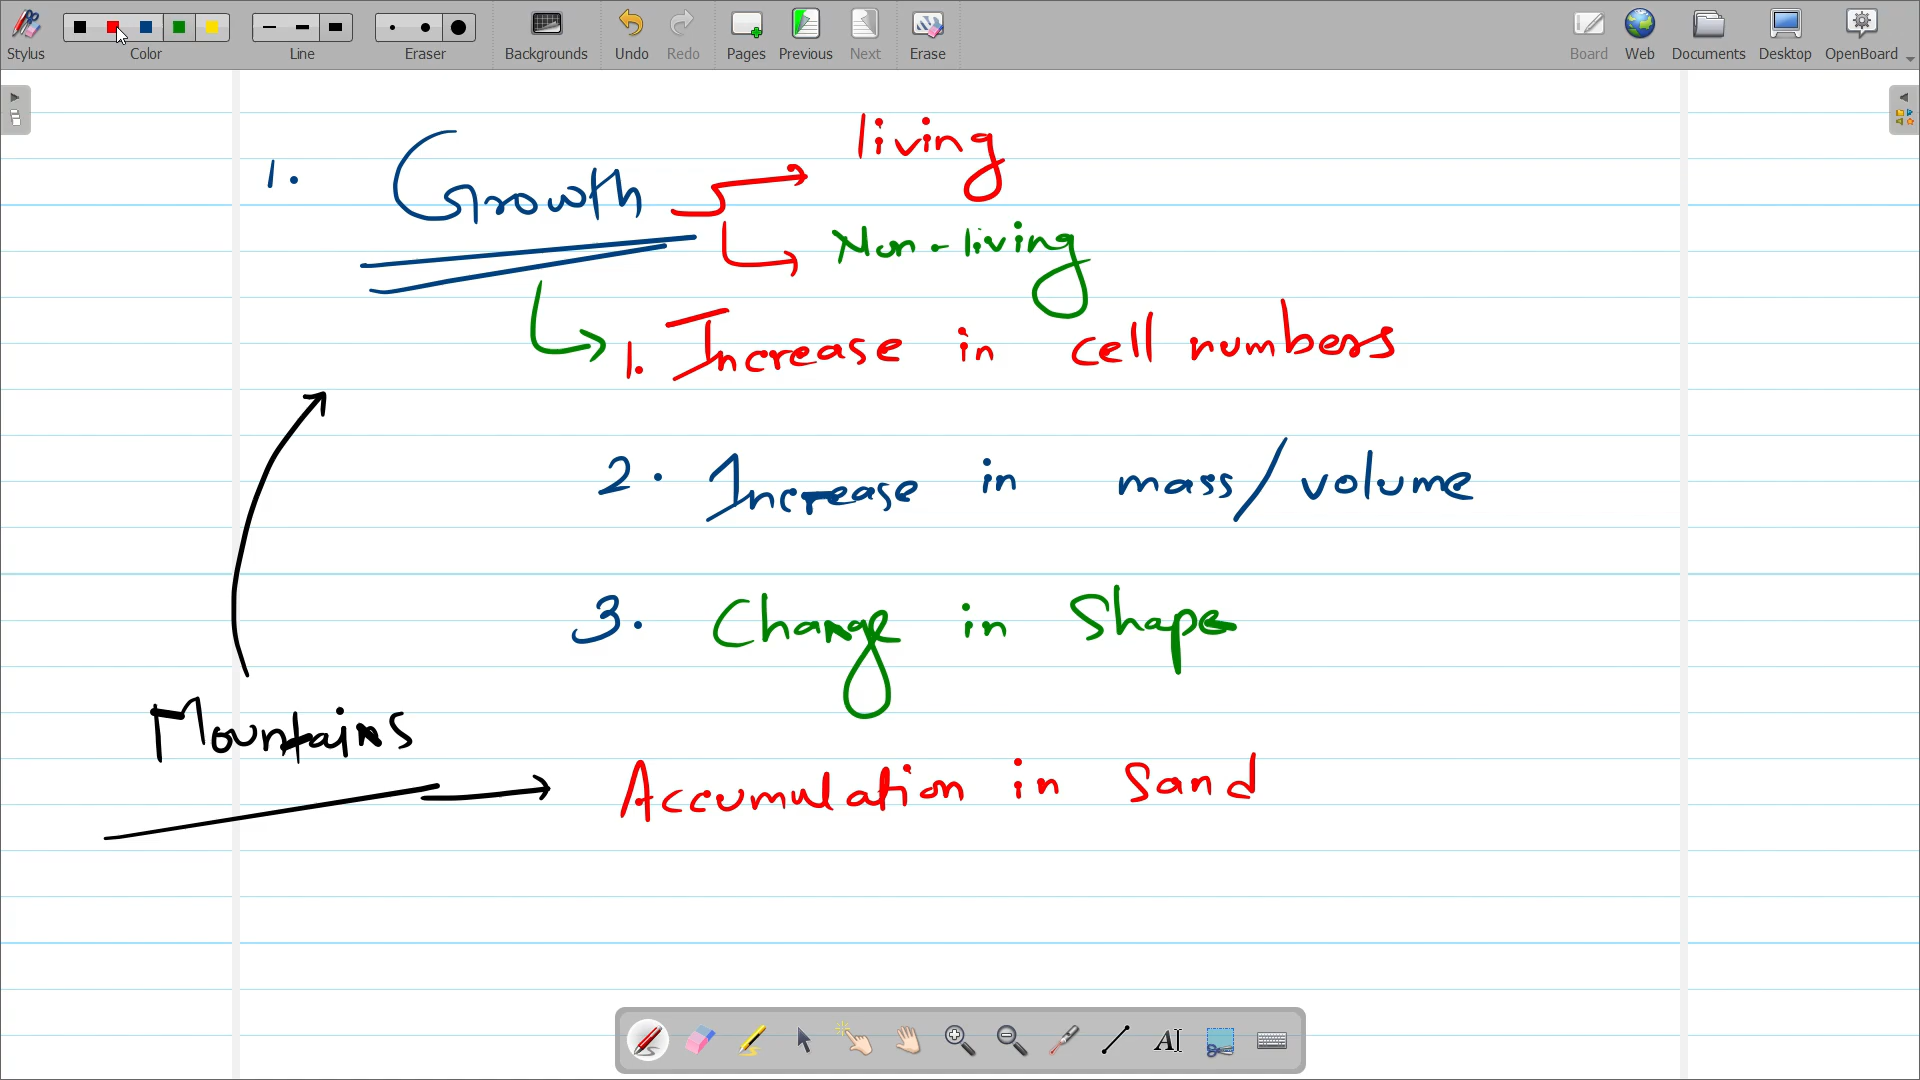 Stylus Color Line Eraser Backgrounds Undo Redo Pages Previous Next Erase Board Web Documents Desktop OpenBoard
living
1. Growth
Non-living
1. Increase in cell numbers
2. Increase in mass/volume
3. Change in Shape
Mountains
Accumulation in Sand